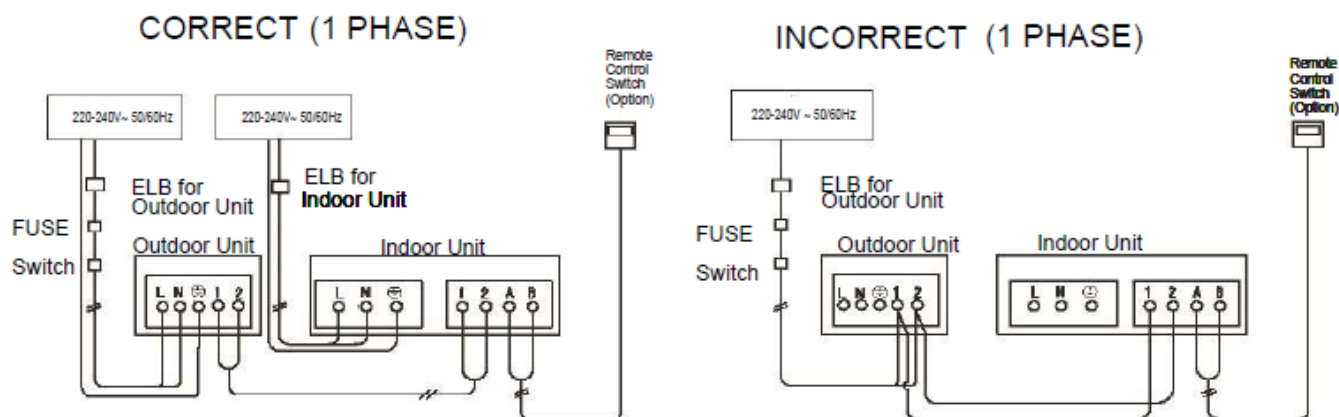 CORRECT (1 PHASE)
Remote
Control
Switch
(Option)
220-240V~ 50/60Hz
220-240V~ 50/60Hz
ELB for
Outdoor Unit
ELB for
Indoor Unit
FUSE
Switch
Outdoor Unit
Indoor Unit
L N 1 2
L N
1 2 A B
INCORRECT (1 PHASE)
Remote
Control
Switch
(Option)
220-240V~ 50/60Hz
ELB for
Outdoor Unit
FUSE
Switch
Outdoor Unit
Indoor Unit
L N 1 2
L N
1 2 A B